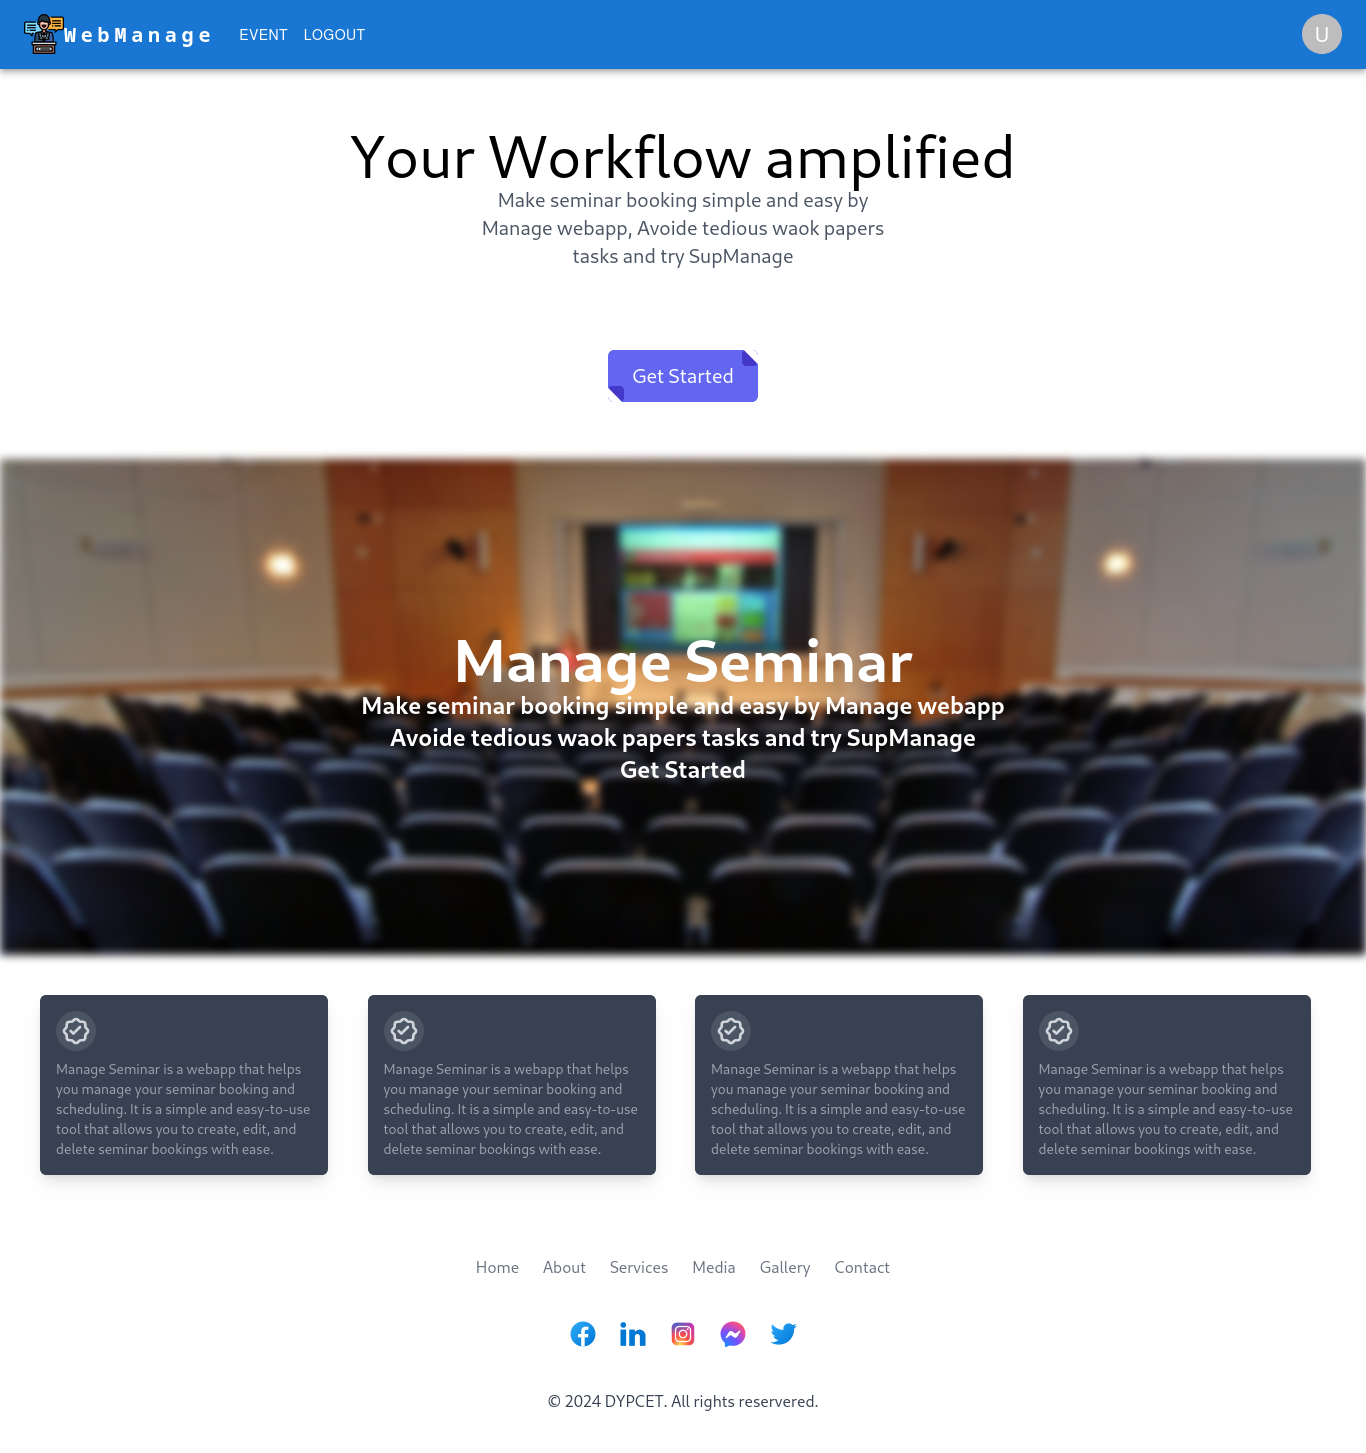 WebManage EVENT LOGOUT U
Your Workflow amplified
Make seminar booking simple and easy by
Manage webapp, Avoide tedious waok papers
tasks and try SupManage
Get Started
Manage Seminar
Make seminar booking simple and easy by Manage webapp
Avoide tedious waok papers tasks and try SupManage
Get Started
Manage Seminar is a webapp that helps
you manage your seminar booking and
scheduling. It is a simple and easy-to-use
tool that allows you to create, edit, and
delete seminar bookings with ease.
Manage Seminar is a webapp that helps
you manage your seminar booking and
scheduling. It is a simple and easy-to-use
tool that allows you to create, edit, and
delete seminar bookings with ease.
Manage Seminar is a webapp that helps
you manage your seminar booking and
scheduling. It is a simple and easy-to-use
tool that allows you to create, edit, and
delete seminar bookings with ease.
Manage Seminar is a webapp that helps
you manage your seminar booking and
scheduling. It is a simple and easy-to-use
tool that allows you to create, edit, and
delete seminar bookings with ease.
Home About Services Media Gallery Contact
© 2024 DYPCET. All rights reservered.